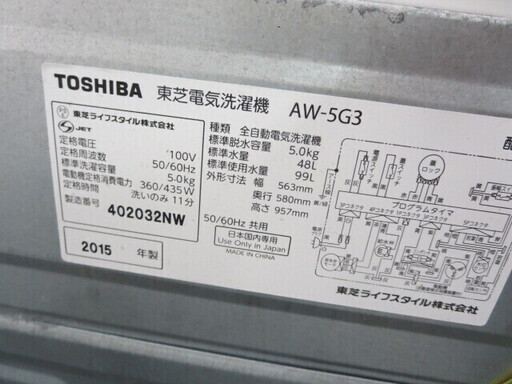 TOSHIBA 東芝電気洗濯機 AW-5G3
東芝ライフスタイル株式会社
JET
定格電圧 100V
定格周波数 50/60Hz
標準洗濯容量 5.0kg
電動機定格消費電力 360/435W
洗いのみ 11分
製造番号 402032NW
2015 年製
種類 全自動電気洗濯機
標準脱水容量 5.0kg
標準水量 48L
標準使用水量 99L
外形寸法 幅 563mm
奥行 580mm
高さ 957mm
50/60Hz 共用
日本国内専用
Use Only in Japan
MADE IN CHINA
配
蓋
ロック
プログラムタイマ
東芝ライフスタイル株式会社